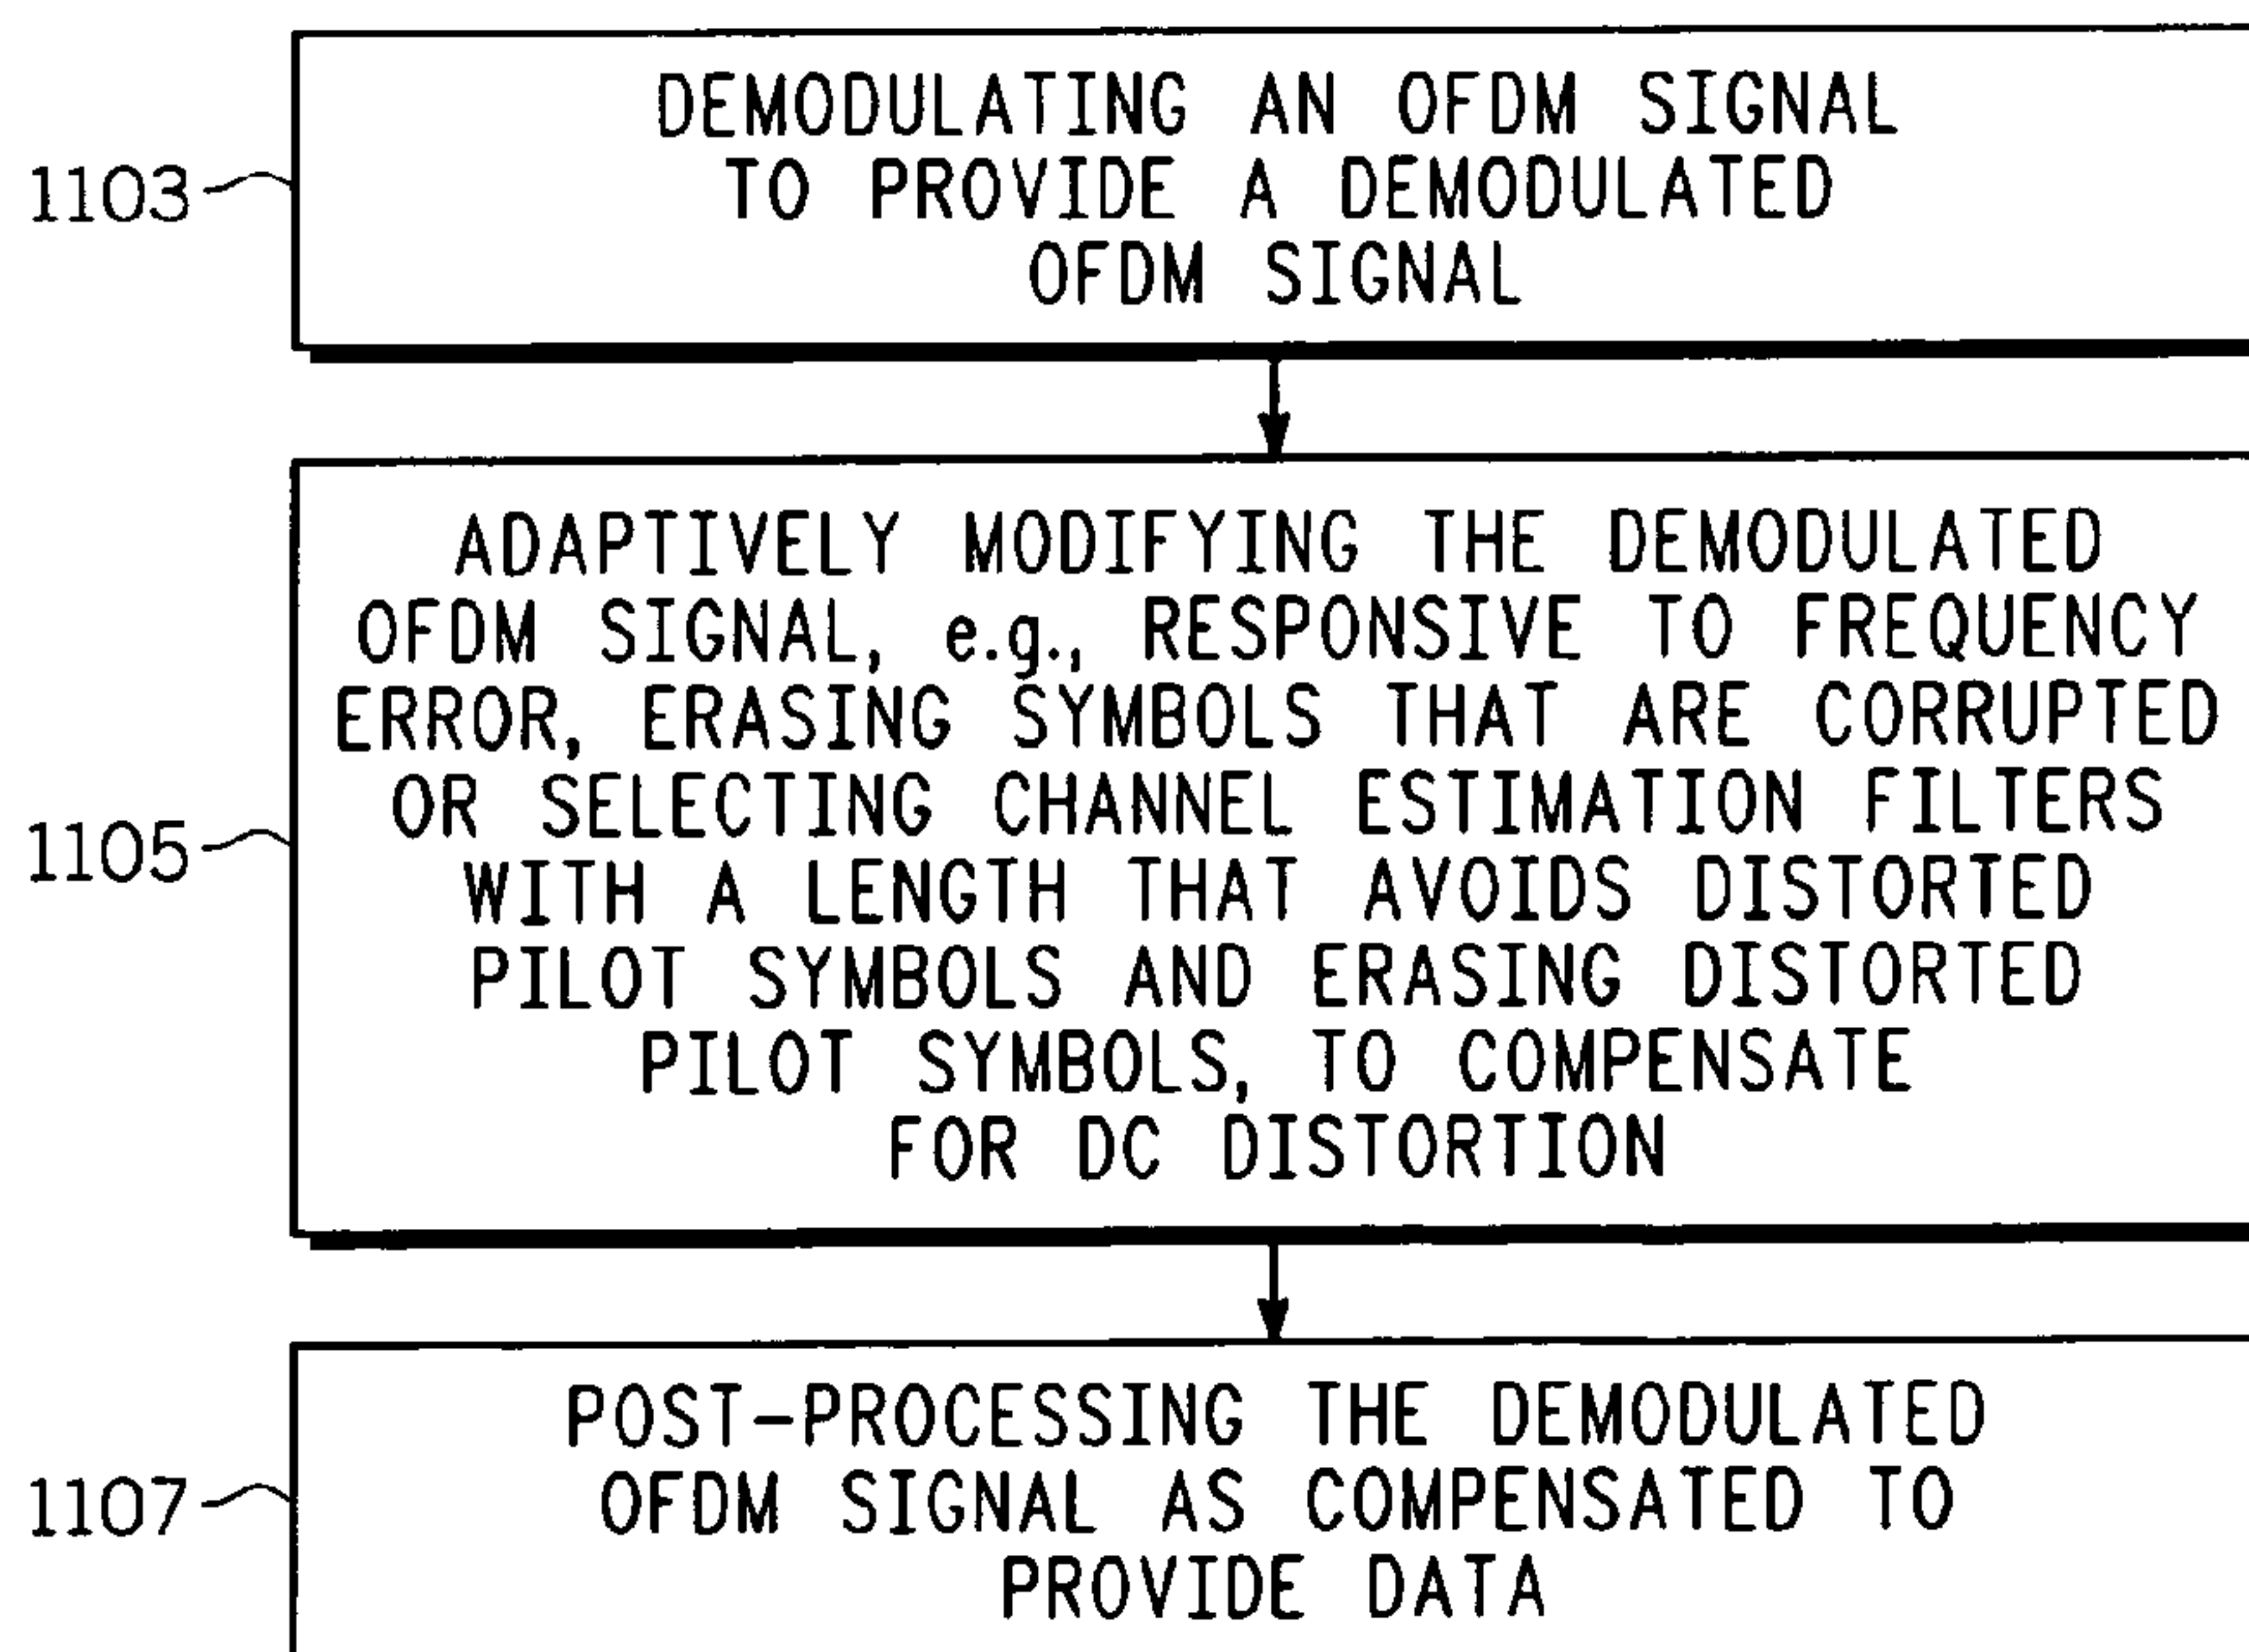 DEMODULATING AN OFDM SIGNAL
TO PROVIDE A DEMODULATED
OFDM SIGNAL
1103
ADAPTIVELY MODIFYING THE DEMODULATED
OFDM SIGNAL, e.g., RESPONSIVE TO FREQUENCY
ERROR, ERASING SYMBOLS THAT ARE CORRUPTED
OR SELECTING CHANNEL ESTIMATION FILTERS
WITH A LENGTH THAT AVOIDS DISTORTED
PILOT SYMBOLS AND ERASING DISTORTED
PILOT SYMBOLS, TO COMPENSATE
FOR DC DISTORTION
1105
POST-PROCESSING THE DEMODULATED
OFDM SIGNAL AS COMPENSATED TO
PROVIDE DATA
1107